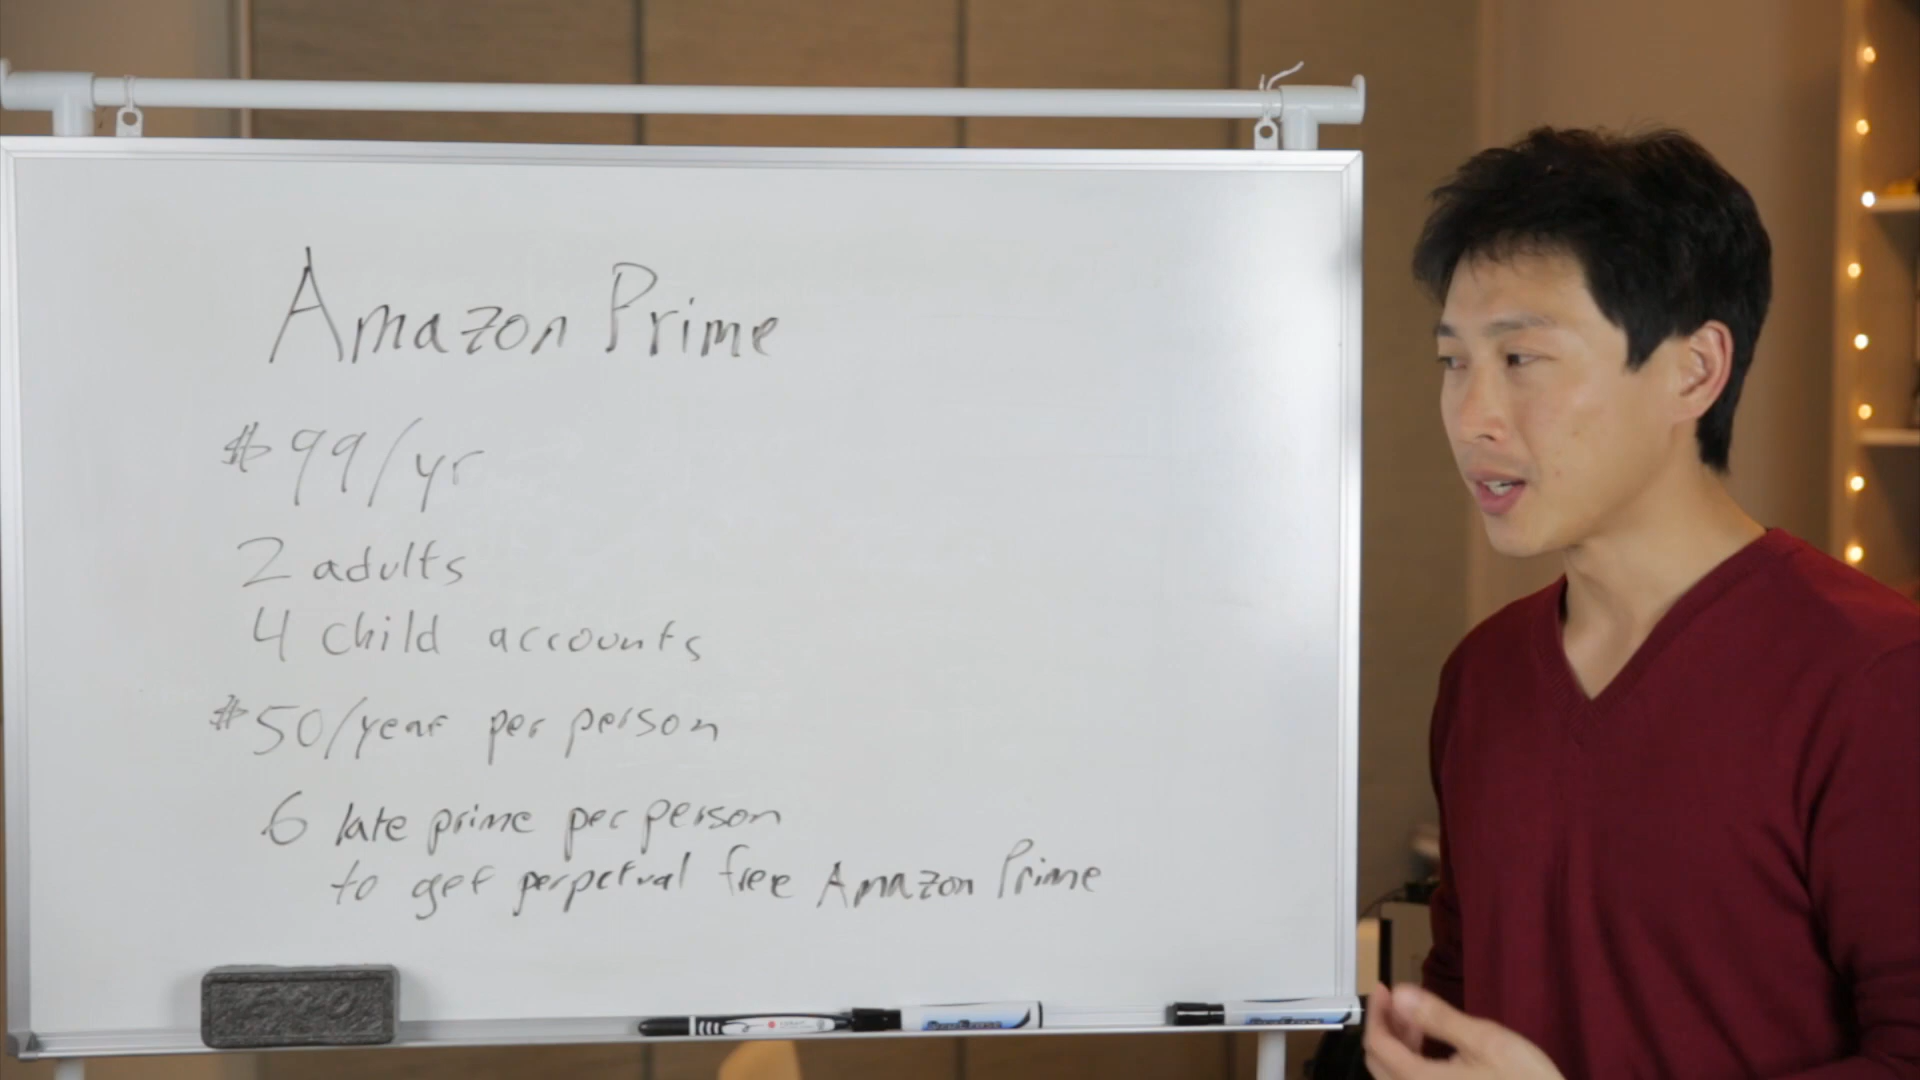 Amazon Prime
$99/yr
2 adults
4 child accounts
$50/year per person
6 late prime per person
to get perpetual free Amazon Prime